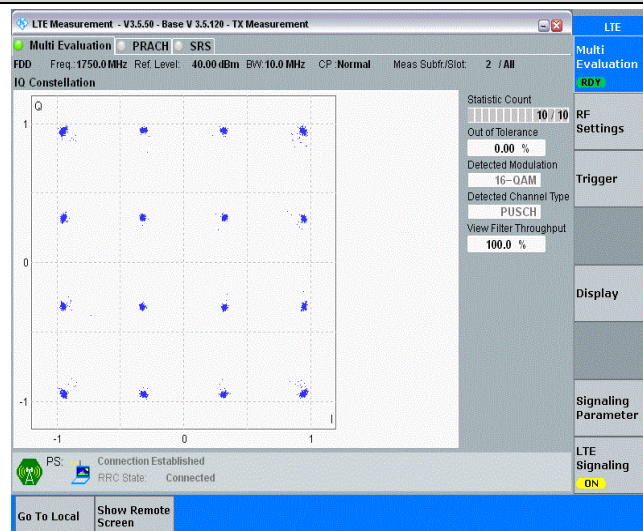 LTE Measurement - V3.5.50 - Base V 3.5.120 - TX Measurement
LTE
Multi Evaluation PRACH SRS
Multi
Evaluation
RDY
FDD Freq.:1750.0 MHz Ref. Level: 40.00 dBm BW:10.0 MHz CP :Normal Meas Subfr./Slot: 2 / All
IQ Constellation
Q
1
0
-1
-1 0 1
I
Statistic Count
10 / 10
Out of Tolerance
0.00 %
Detected Modulation
16-QAM
Detected Channel Type
PUSCH
View Filter Throughput
100.0 %
RF
Settings
Trigger
Display
Signaling
Parameter
LTE
Signaling
ON
PS: Connection Established
RRC State: Connected
Go To Local
Show Remote
Screen